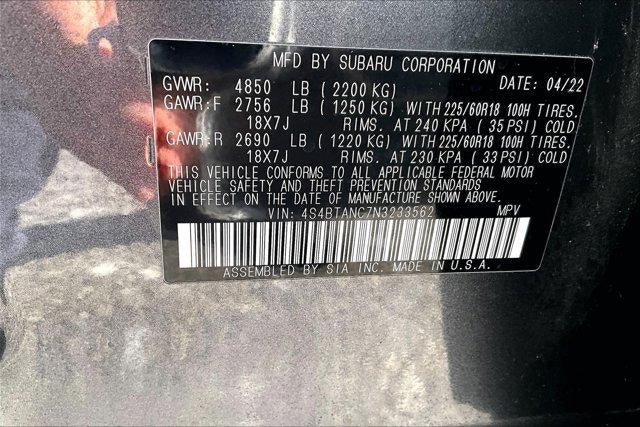 MFD BY SUBARU CORPORATION
GVWR: 4850 LB ( 2200 KG) DATE: 04/22
GAWR:F 2756 LB ( 1250 KG) WITH 225/60R18 100H TIRES.
18X7J RIMS. AT 240 KPA ( 35 PSI) COLD
GAWR:R 2690 LB ( 1220 KG) WITH 225/60R18 100H TIRES.
18X7J RIMS. AT 230 KPA ( 33 PSI) COLD
THIS VEHICLE CONFORMS TO ALL APPLICABLE FEDERAL MOTOR
VEHICLE SAFETY AND THEFT PREVENTION STANDARDS
IN EFFECT ON THE DATE OF MANUFACTURE SHOWN ABOVE.
VIN: 4S4BTANC7N3233562 MPV
ASSEMBLED BY SIA INC. MADE IN U.S.A.